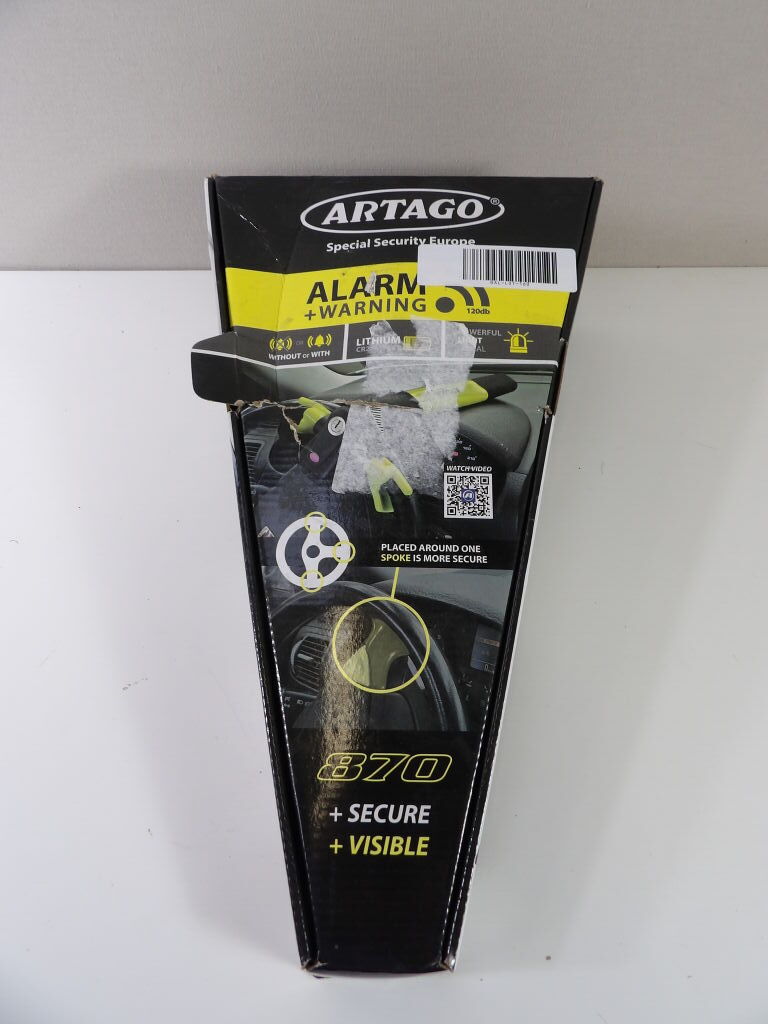 ARTAGO®
Special Security Europe
ALARM
+WARNING
120db
WITHOUT or WITH
OR
LITHIUM
WATCH VIDEO
PLACED AROUND ONE
SPOKE IS MORE SECURE
870
+ SECURE
+ VISIBLE